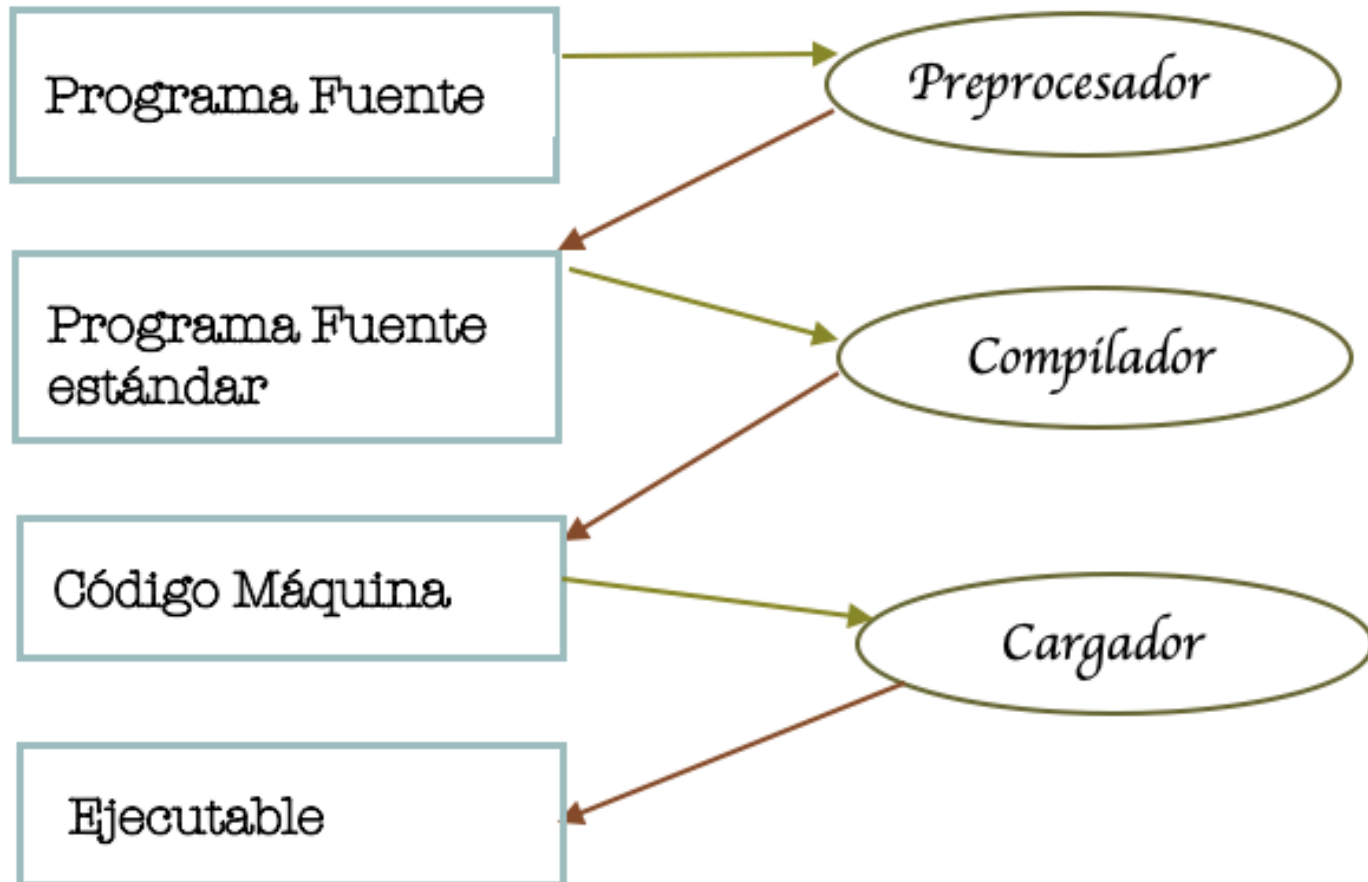 Programa Fuente
Preprocesador
Programa Fuente
estándar
Compilador
Código Máquina
Cargador
Ejecutable